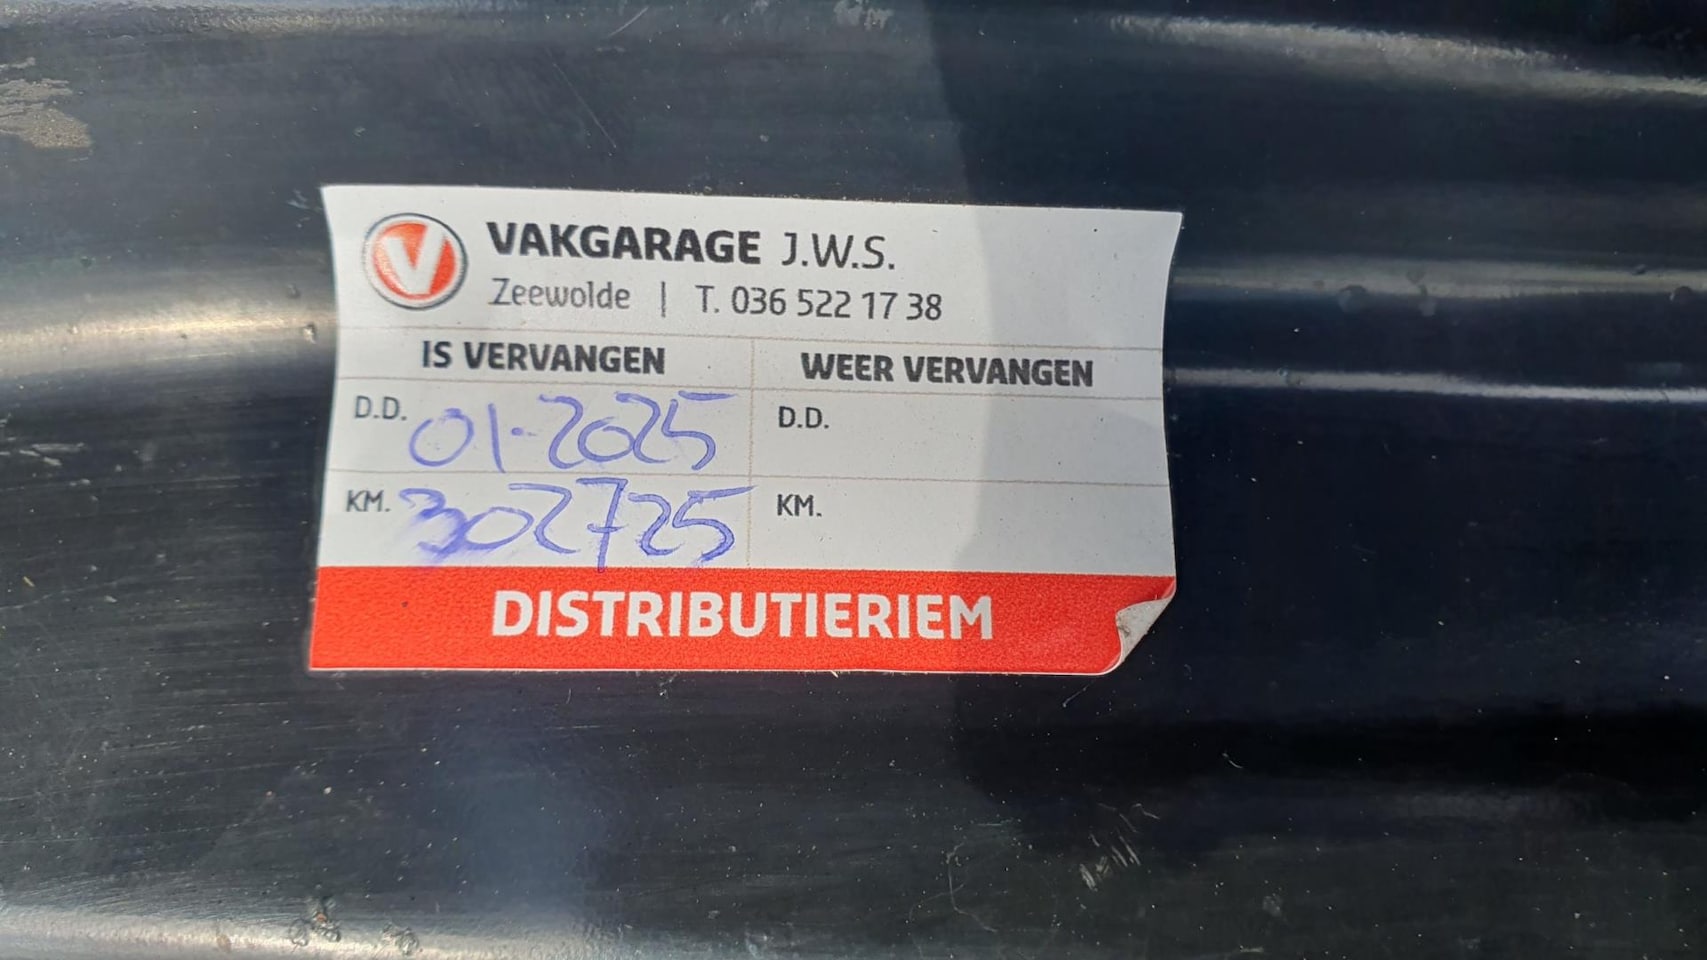 V VAKGARAGE J.W.S.
Zeewolde | T. 036 522 17 38
IS VERVANGEN WEER VERVANGEN
D.D. 01-2025 D.D.
KM. 302725 KM.
DISTRIBUTIERIEM